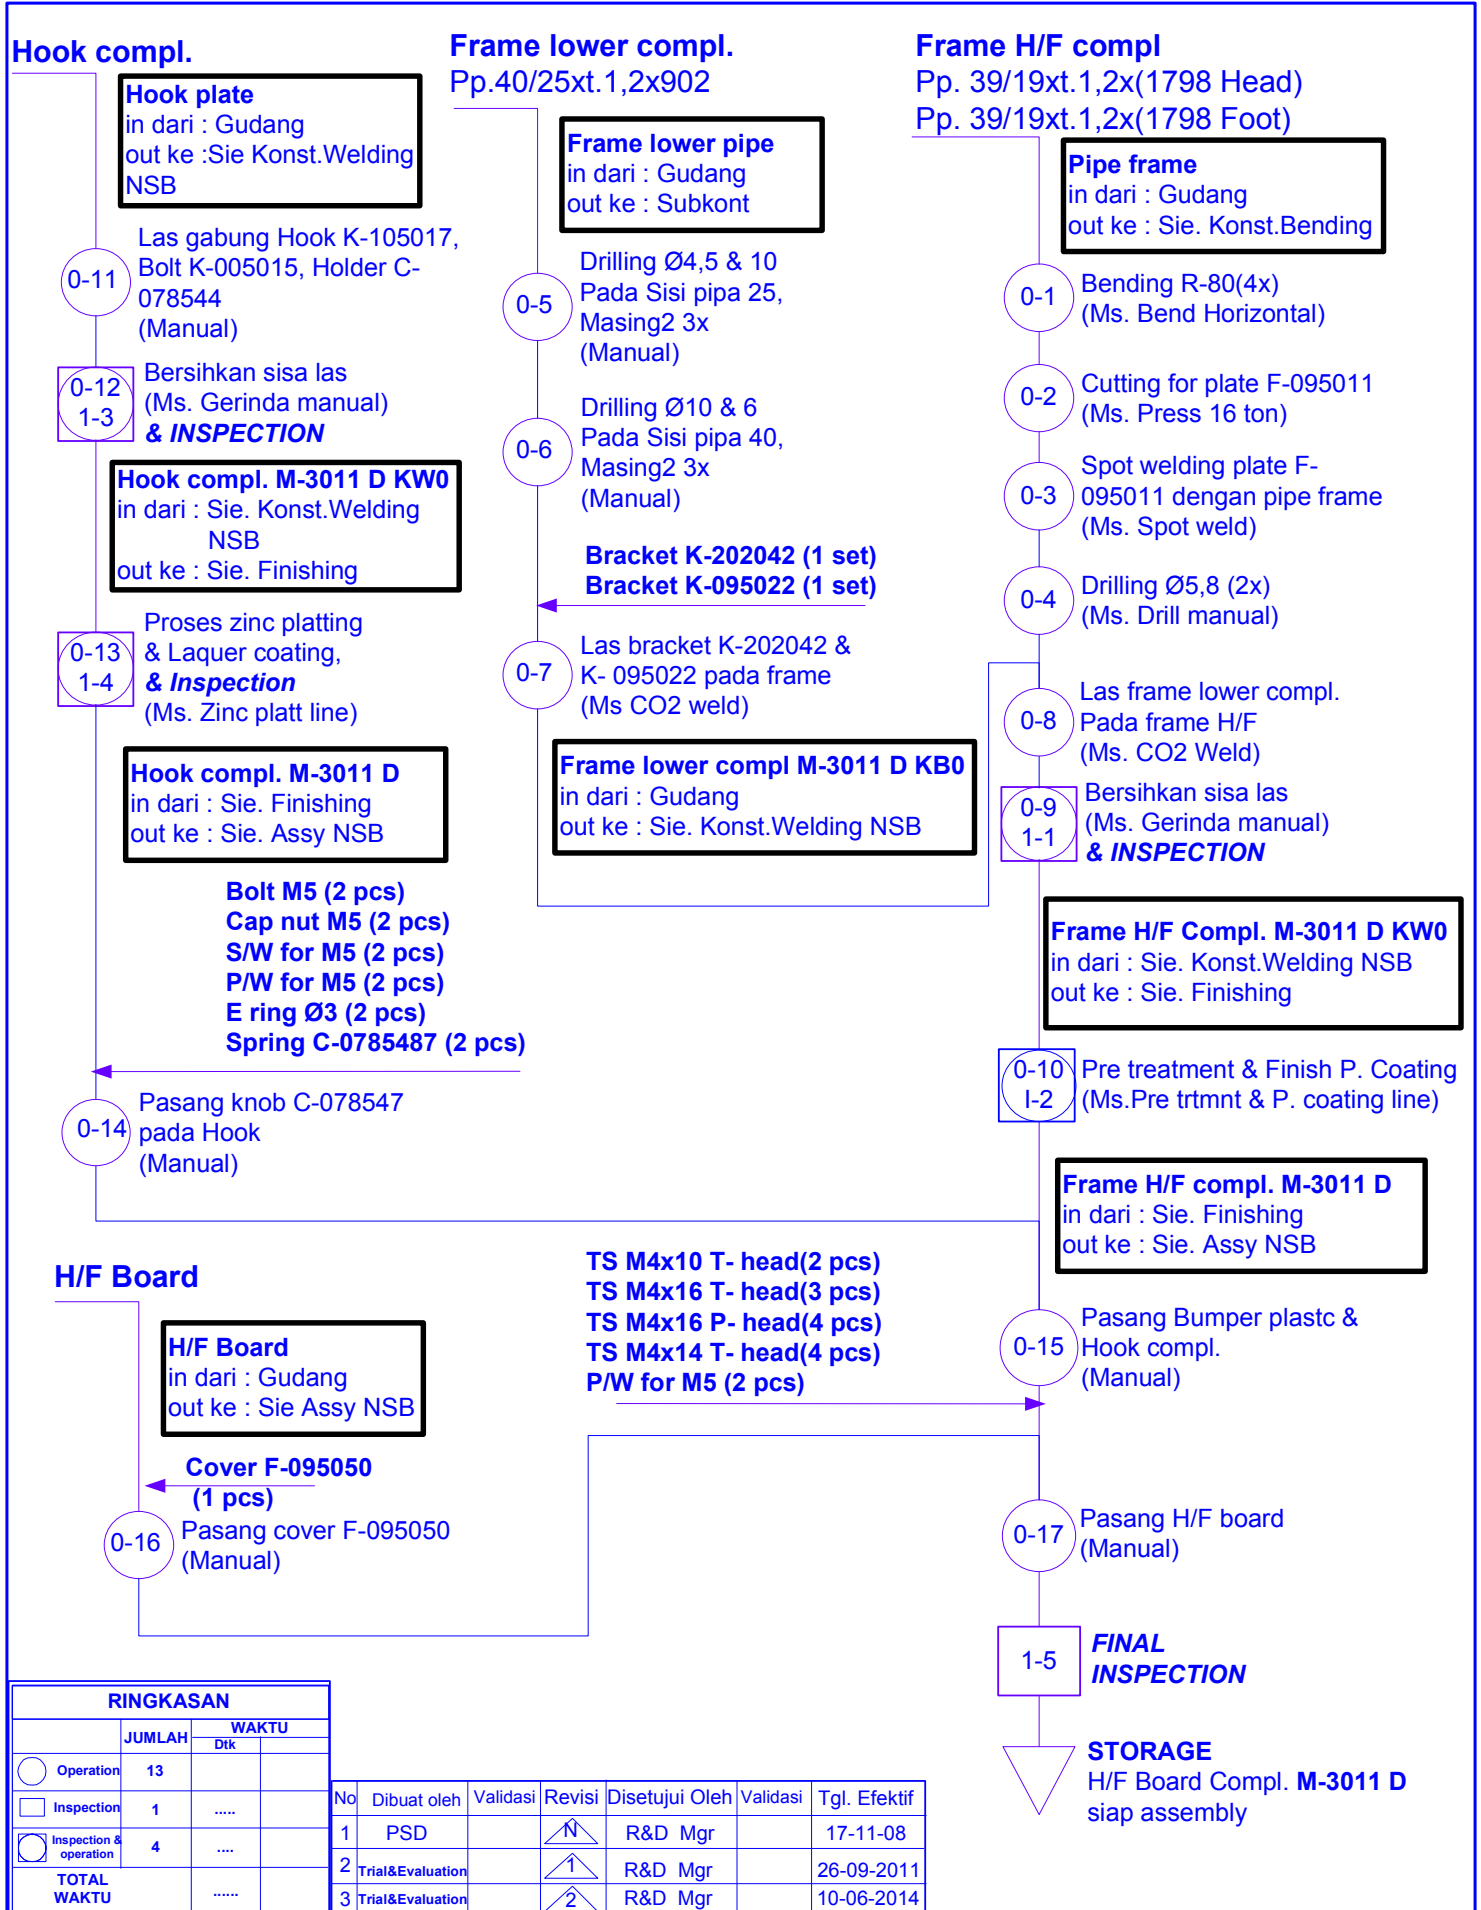 Hook compl.
Hook plate
in dari : Gudang
out ke :Sie Konst.Welding
NSB
0-11
Las gabung Hook K-105017,
Bolt K-005015, Holder C-
078544
(Manual)
0-12
1-3
Bersihkan sisa las
(Ms. Gerinda manual)
& INSPECTION
Hook compl. M-3011 D KW0
in dari : Sie. Konst.Welding
NSB
out ke : Sie. Finishing
0-13
1-4
Proses zinc platting
& Laquer coating,
& Inspection
(Ms. Zinc platt line)
Hook compl. M-3011 D
in dari : Sie. Finishing
out ke : Sie. Assy NSB
Bolt M5 (2 pcs)
Cap nut M5 (2 pcs)
S/W for M5 (2 pcs)
P/W for M5 (2 pcs)
E ring Ø3 (2 pcs)
Spring C-0785487 (2 pcs)
0-14
Pasang knob C-078547
pada Hook
(Manual)
Frame lower compl.
Pp.40/25xt.1,2x902
Frame lower pipe
in dari : Gudang
out ke : Subkont
0-5
Drilling Ø4,5 & 10
Pada Sisi pipa 25,
Masing2 3x
(Manual)
0-6
Drilling Ø10 & 6
Pada Sisi pipa 40,
Masing2 3x
(Manual)
Bracket K-202042 (1 set)
Bracket K-095022 (1 set)
0-7
Las bracket K-202042 &
K- 095022 pada frame
(Ms CO2 weld)
Frame lower compl M-3011 D KB0
in dari : Gudang
out ke : Sie. Konst.Welding NSB
Frame H/F compl
Pp. 39/19xt.1,2x(1798 Head)
Pp. 39/19xt.1,2x(1798 Foot)
Pipe frame
in dari : Gudang
out ke : Sie. Konst.Bending
0-1
Bending R-80(4x)
(Ms. Bend Horizontal)
0-2
Cutting for plate F-095011
(Ms. Press 16 ton)
0-3
Spot welding plate F-
095011 dengan pipe frame
(Ms. Spot weld)
0-4
Drilling Ø5,8 (2x)
(Ms. Drill manual)
0-8
Las frame lower compl.
Pada frame H/F
(Ms. CO2 Weld)
0-9
1-1
Bersihkan sisa las
(Ms. Gerinda manual)
& INSPECTION
Frame H/F Compl. M-3011 D KW0
in dari : Sie. Konst.Welding NSB
out ke : Sie. Finishing
0-10
I-2
Pre treatment & Finish P. Coating
(Ms.Pre trtmnt & P. coating line)
Frame H/F compl. M-3011 D
in dari : Sie. Finishing
out ke : Sie. Assy NSB
TS M4x10 T- head(2 pcs)
TS M4x16 T- head(3 pcs)
TS M4x16 P- head(4 pcs)
TS M4x14 T- head(4 pcs)
P/W for M5 (2 pcs)
0-15
Pasang Bumper plastc &
Hook compl.
(Manual)
H/F Board
H/F Board
in dari : Gudang
out ke : Sie Assy NSB
Cover F-095050
(1 pcs)
0-16
Pasang cover F-095050
(Manual)
0-17
Pasang H/F board
(Manual)
1-5
FINAL
INSPECTION
STORAGE
H/F Board Compl. M-3011 D
siap assembly
RINGKASAN
JUMLAH WAKTU
Dtk
Operation 13
Inspection 1 .....
Inspection &
operation 4 ....
TOTAL
WAKTU ......
No Dibuat oleh Validasi Revisi Disetujui Oleh Validasi Tgl. Efektif
1 PSD N R&D Mgr 17-11-08
2 Trial&Evaluation 1 R&D Mgr 26-09-2011
3 Trial&Evaluation 2 R&D Mgr 10-06-2014